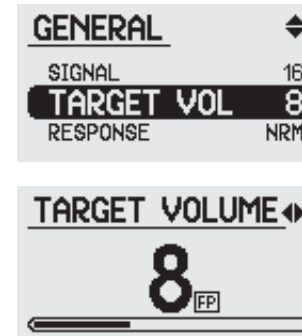 GENERAL
SIGNAL 16
TARGET VOL 8
RESPONSE NRM
TARGET VOLUME
8 FP